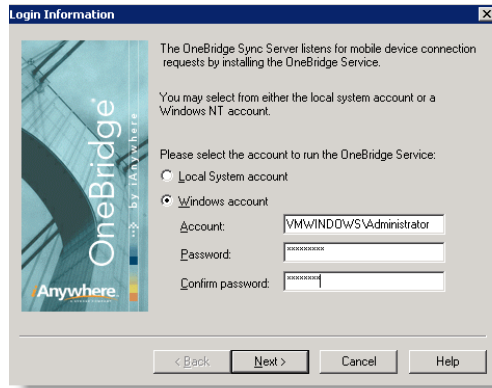 Login Information
The OneBridge Sync Server listens for mobile device connection
requests by installing the OneBridge Service.
You may select from either the local system account or a
Windows NT account.
Please select the account to run the OneBridge Service:
Local System account
Windows account
Account: VMWINDOWS\Administrator
Password: xxxxxxxxx
Confirm password: xxxxxxxx
OneBridge
by iAnywhere
iAnywhere.
< Back Next > Cancel Help